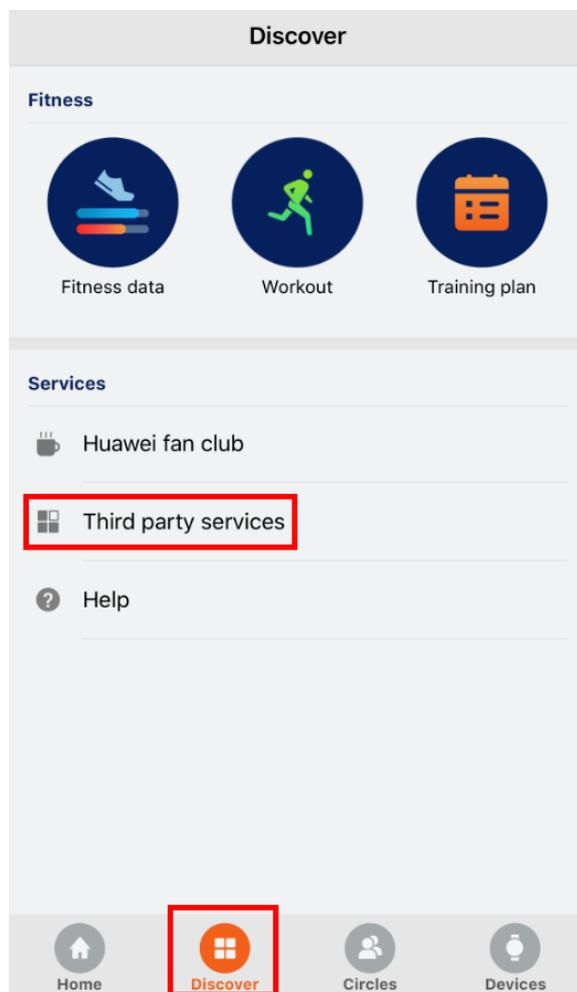 Discover
Fitness
Fitness data
Workout
Training plan
Services
Huawei fan club
Third party services
? Help
Home
Discover
Circles
Devices